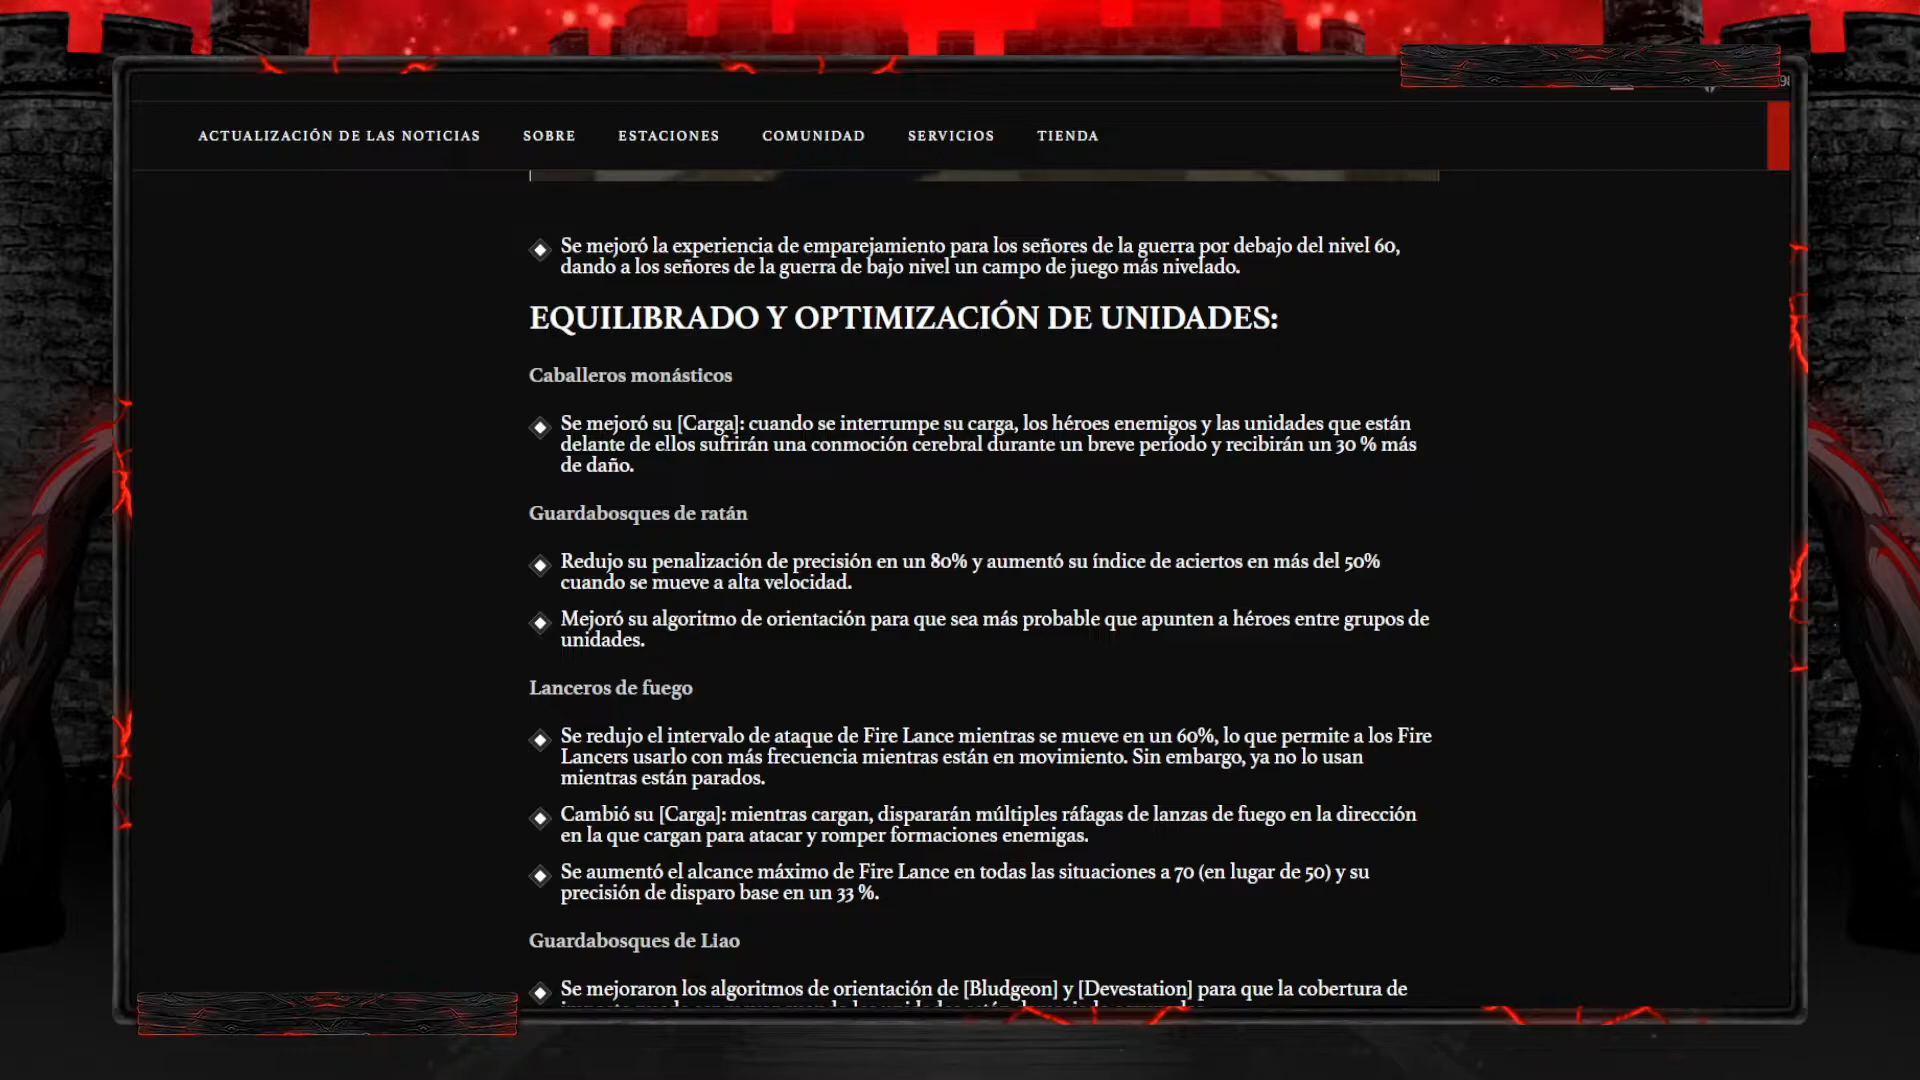 ACTUALIZACIÓN DE LAS NOTICIAS SOBRE ESTACIONES COMUNIDAD SERVICIOS TIENDA
Se mejoró la experiencia de emparejamiento para los señores de la guerra por debajo del nivel 60,
dando a los señores de la guerra de bajo nivel un campo de juego más nivelado.
EQUILIBRADO Y OPTIMIZACIÓN DE UNIDADES:
Caballeros monásticos
Se mejoró su [Carga]: cuando se interrumpe su carga, los héroes enemigos y las unidades que están
delante de ellos sufrirán una conmoción cerebral durante un breve período y recibirán un 30 % más
de daño.
Guardabosques de ratán
Redujo su penalización de precisión en un 80% y aumentó su índice de aciertos en más del 50%
cuando se mueve a alta velocidad.
Mejoró su algoritmo de orientación para que sea más probable que apunten a héroes entre grupos de
unidades.
Lanceros de fuego
Se redujo el intervalo de ataque de Fire Lance mientras se mueve en un 60%, lo que permite a los Fire
Lancers usarlo con más frecuencia mientras están en movimiento. Sin embargo, ya no lo usan
mientras están parados.
Cambió su [Carga]: mientras cargan, dispararán múltiples ráfagas de lanzas de fuego en la dirección
en la que cargan para atacar y romper formaciones enemigas.
Se aumentó el alcance máximo de Fire Lance en todas las situaciones a 70 (en lugar de 50) y su
precisión de disparo base en un 33 %.
Guardabosques de Liao
Se mejoraron los algoritmos de orientación de [Bludgeon] y [Devestation] para que la cobertura de